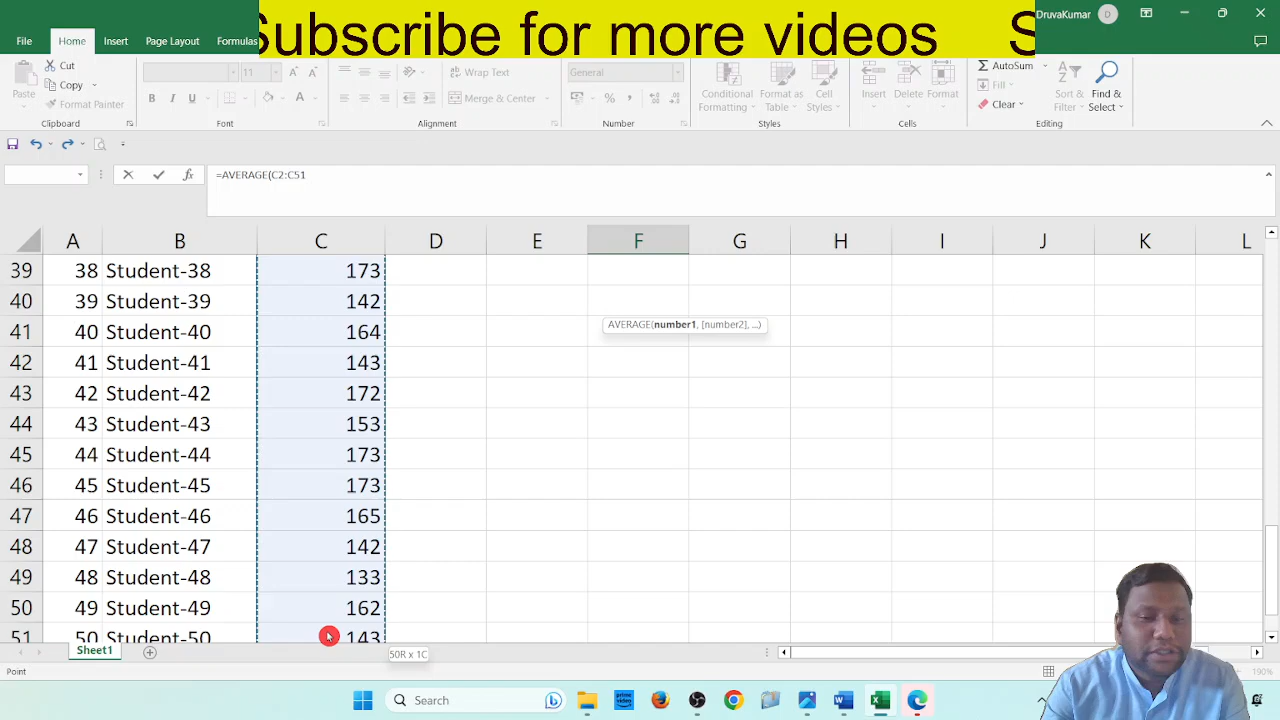 Subscribe for more videos S
DruvaKumar D
File Home Insert Page Layout Formulas
Cut
Copy
Format Painter
Paste
Clipboard
11
B I U
Font
Wrap Text
Merge & Center
Alignment
General
Number
Conditional Formatting
Format as Table
Cell Styles
Styles
Insert
Delete
Format
Cells
AutoSum
Fill
Clear
Sort & Filter
Find & Select
Editing
fx =AVERAGE(C2:C51
A B C D E F G H I J K L
39 38 Student-38 173
40 39 Student-39 142
41 40 Student-40 164
AVERAGE(number1, [number2], ...)
42 41 Student-41 143
43 42 Student-42 172
44 43 Student-43 153
45 44 Student-44 173
46 45 Student-45 173
47 46 Student-46 165
48 47 Student-47 142
49 48 Student-48 133
50 49 Student-49 162
51 50 Student-50 143
Sheet1
50R x 1C
Point
190%
Search
prime video